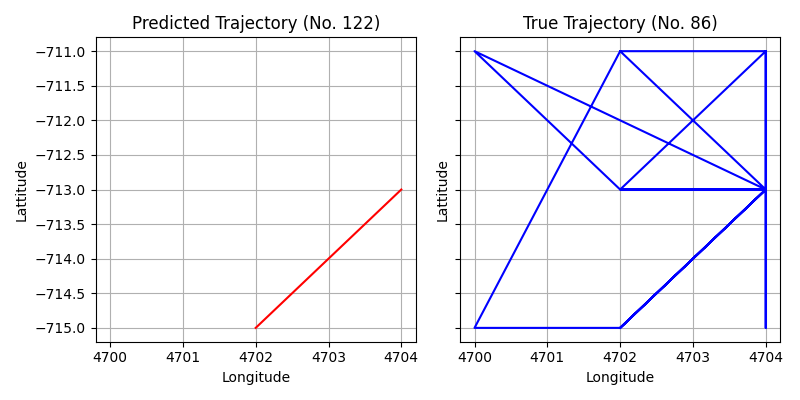 Predicted Trajectory (No. 122)
−711.0
−711.5
−712.0
−712.5
−713.0
−713.5
−714.0
−714.5
−715.0
Lattitude
4700 4701 4702 4703 4704
Longitude
True Trajectory (No. 86)
Lattitude
4700 4701 4702 4703 4704
Longitude